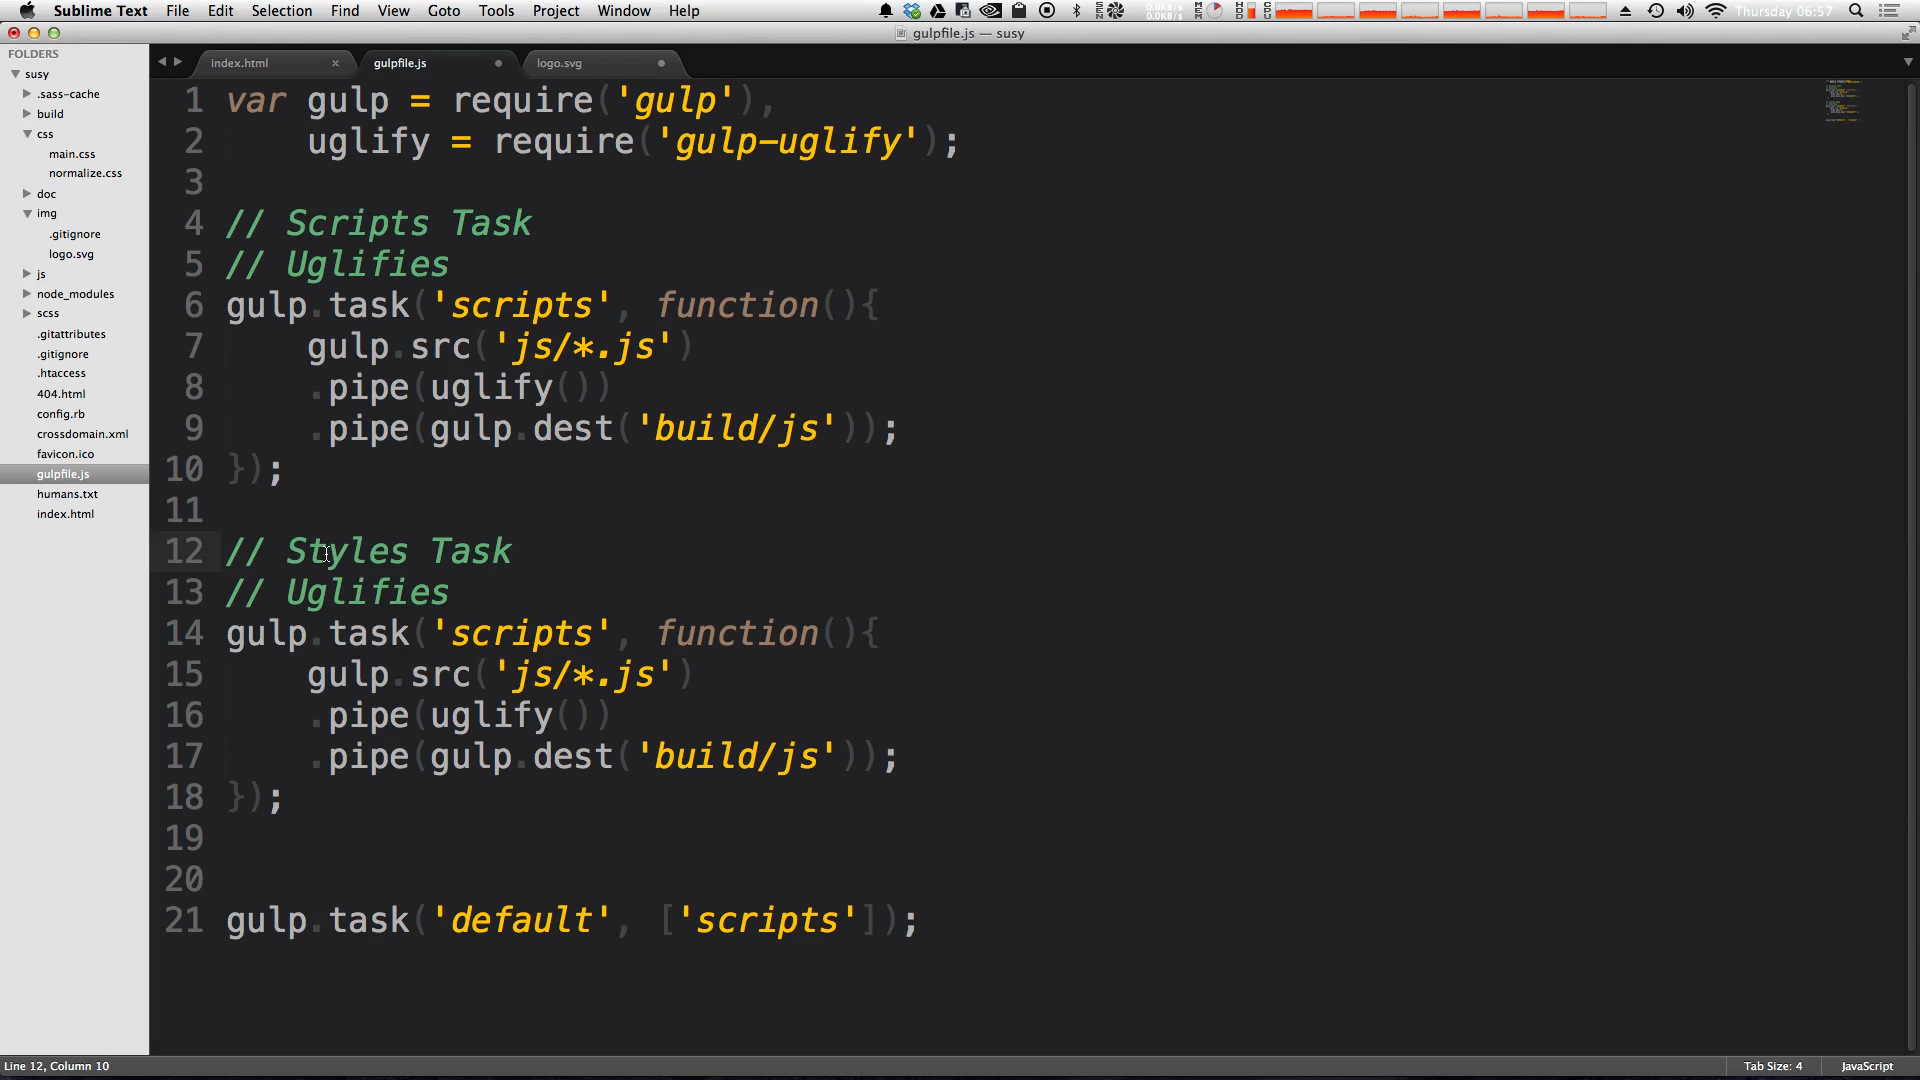 Sublime Text File Edit Selection Find View Goto Tools Project Window Help Thursday 06:57
gulpfile.js — susy
FOLDERS
susy
.sass-cache
build
css
main.css
normalize.css
doc
img
.gitignore
logo.svg
js
node_modules
scss
.gitattributes
.gitignore
.htaccess
404.html
config.rb
crossdomain.xml
favicon.ico
gulpfile.js
humans.txt
index.html
index.html gulpfile.js logo.svg
1 var gulp = require('gulp'),
2 uglify = require('gulp-uglify');
3
4 // Scripts Task
5 // Uglifies
6 gulp.task('scripts', function(){
7 gulp.src('js/*.js')
8 .pipe(uglify())
9 .pipe(gulp.dest('build/js'));
10 });
11
12 // Styles Task
13 // Uglifies
14 gulp.task('scripts', function(){
15 gulp.src('js/*.js')
16 .pipe(uglify())
17 .pipe(gulp.dest('build/js'));
18 });
19
20
21 gulp.task('default', ['scripts']);
Line 12, Column 10 Tab Size: 4 JavaScript